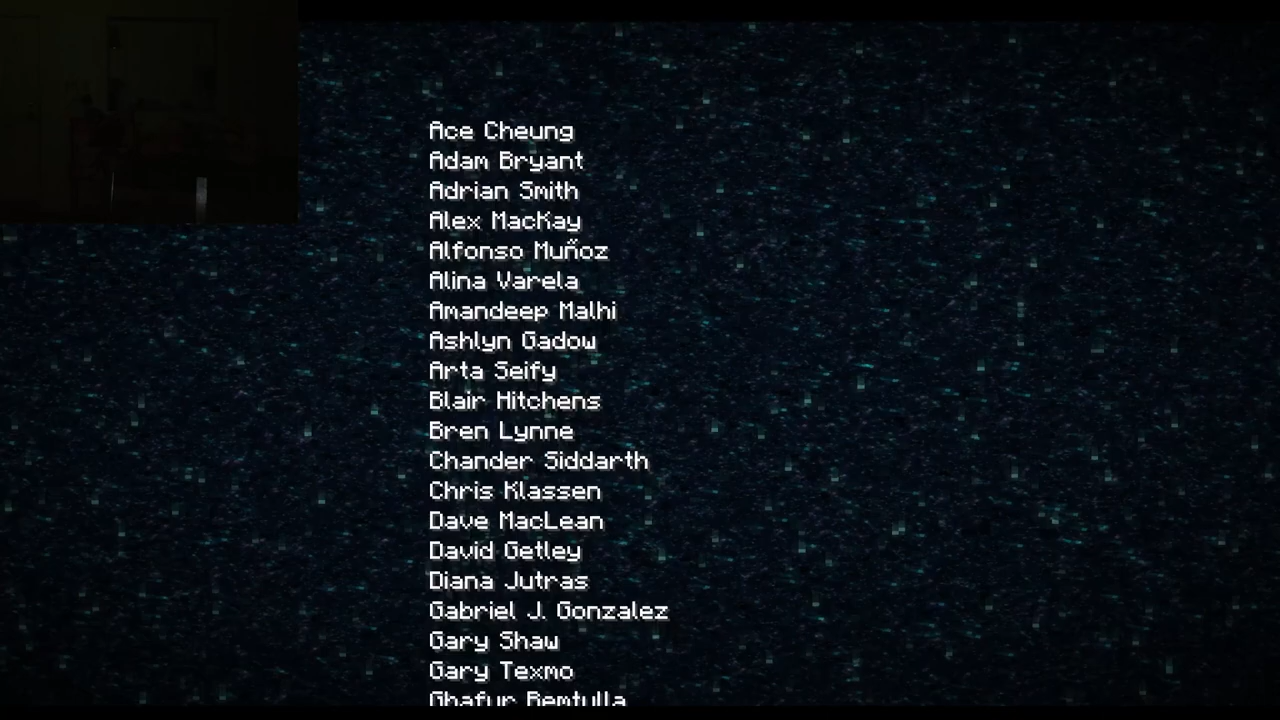 Ace Cheung
Adam Bryant
Adrian Smith
Alex MacKay
Alfonso Muñoz
Alina Varela
Amandeep Malhi
Ashlyn Gadow
Arta Seify
Blair Hitchens
Bren Lynne
Chander Siddarth
Chris Klassen
Dave MacLean
David Getley
Diana Jutras
Gabriel J. Gonzalez
Gary Shaw
Gary Texmo
Ghafur Remtulla